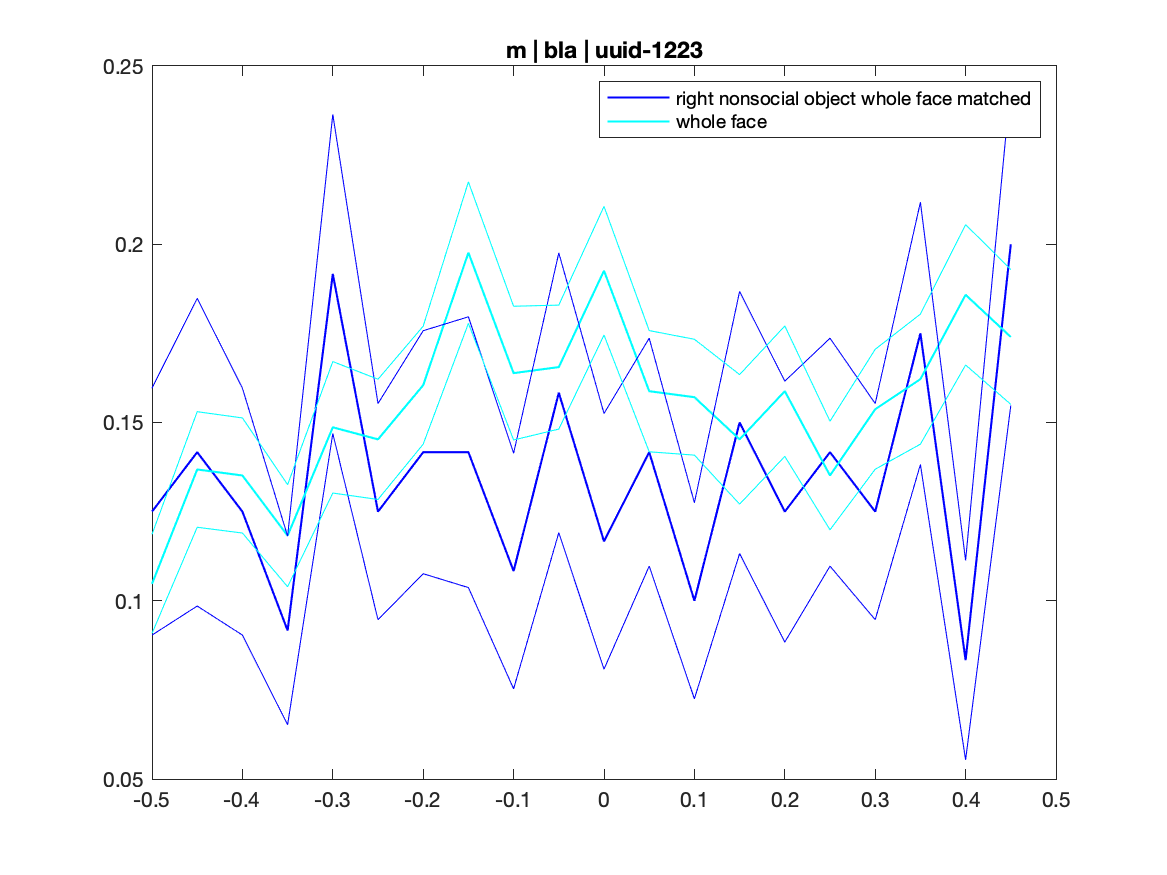 m | bla | uuid-1223
0.25
right nonsocial object whole face matched
whole face
0.2
0.15
0.1
0.05
-0.5 -0.4 -0.3 -0.2 -0.1 0 0.1 0.2 0.3 0.4 0.5